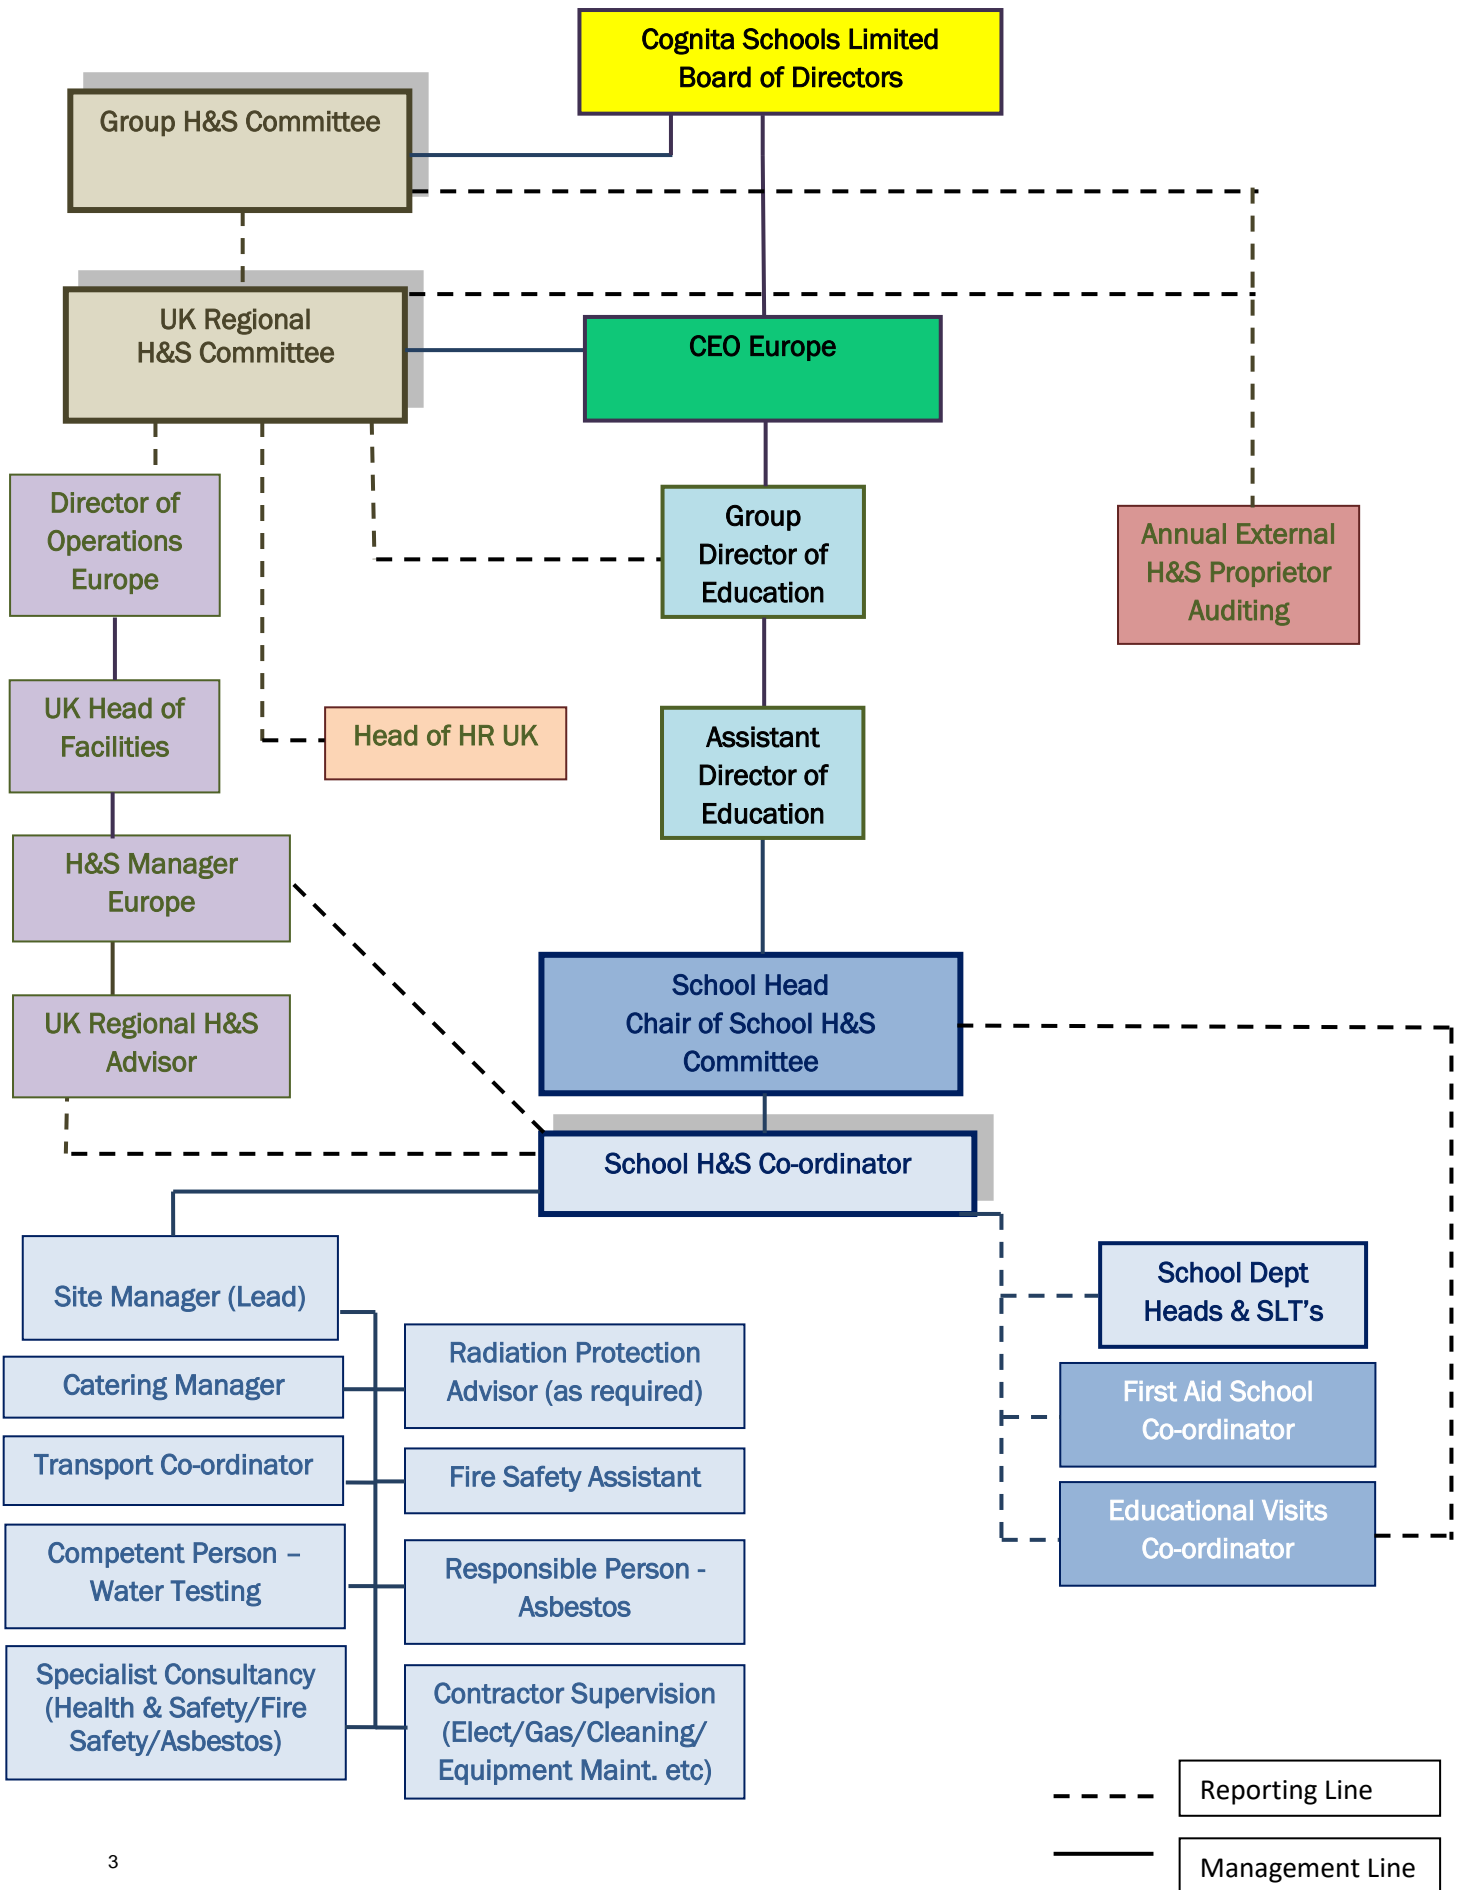 Cognita Schools Limited
Board of Directors
Group H&S Committee
UK Regional
H&S Committee
CEO Europe
Director of
Operations
Europe
Group
Director of
Education
Annual External
H&S Proprietor
Auditing
UK Head of
Facilities
Head of HR UK
Assistant
Director of
Education
H&S Manager
Europe
School Head
Chair of School H&S
Committee
UK Regional H&S
Advisor
School H&S Co-ordinator
Site Manager (Lead)
School Dept
Heads & SLT's
Radiation Protection
Advisor (as required)
Catering Manager
First Aid School
Co-ordinator
Transport Co-ordinator
Fire Safety Assistant
Educational Visits
Co-ordinator
Competent Person –
Water Testing
Responsible Person -
Asbestos
Specialist Consultancy
(Health & Safety/Fire
Safety/Asbestos)
Contractor Supervision
(Elect/Gas/Cleaning/
Equipment Maint. etc)
Reporting Line
Management Line
3